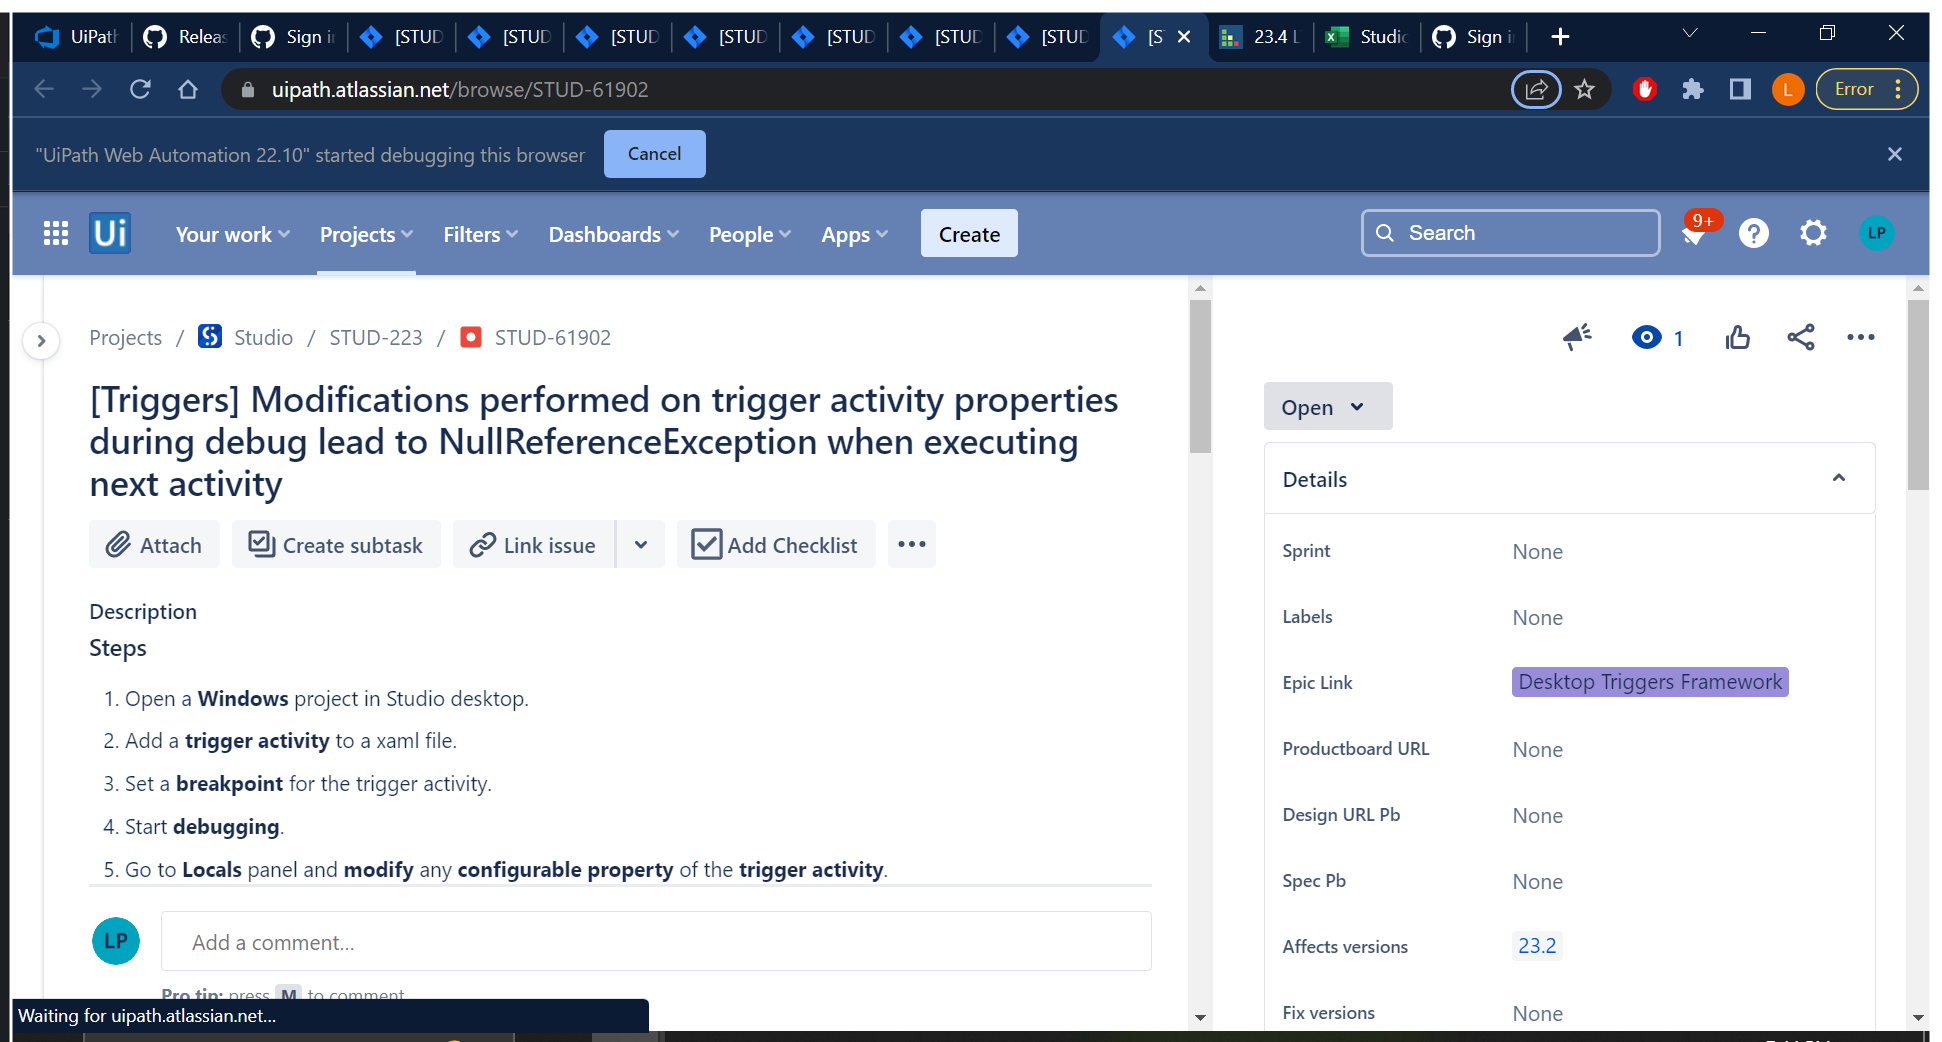 UiPath
Releas
Sign i
[STUD
[STUD
[STUD
[STUD
[STUD
[STUD
[STUD
[S
23.4 L
Studio
Sign i
uipath.atlassian.net/browse/STUD-61902
L
Error
"UiPath Web Automation 22.10" started debugging this browser
Cancel
Ui
Your work
Projects
Filters
Dashboards
People
Apps
Create
Search
9+
LP
Projects / Studio / STUD-223 / STUD-61902
1
[Triggers] Modifications performed on trigger activity properties
during debug lead to NullReferenceException when executing
next activity
Open
Attach
Create subtask
Link issue
Add Checklist
Description
Steps
1. Open a Windows project in Studio desktop.
2. Add a trigger activity to a xaml file.
3. Set a breakpoint for the trigger activity.
4. Start debugging.
5. Go to Locals panel and modify any configurable property of the trigger activity.
LP
Add a comment...
Pro tip: press M to comment
Details
Sprint None
Labels None
Epic Link Desktop Triggers Framework
Productboard URL None
Design URL Pb None
Spec Pb None
Affects versions 23.2
Fix versions None
Waiting for uipath.atlassian.net...